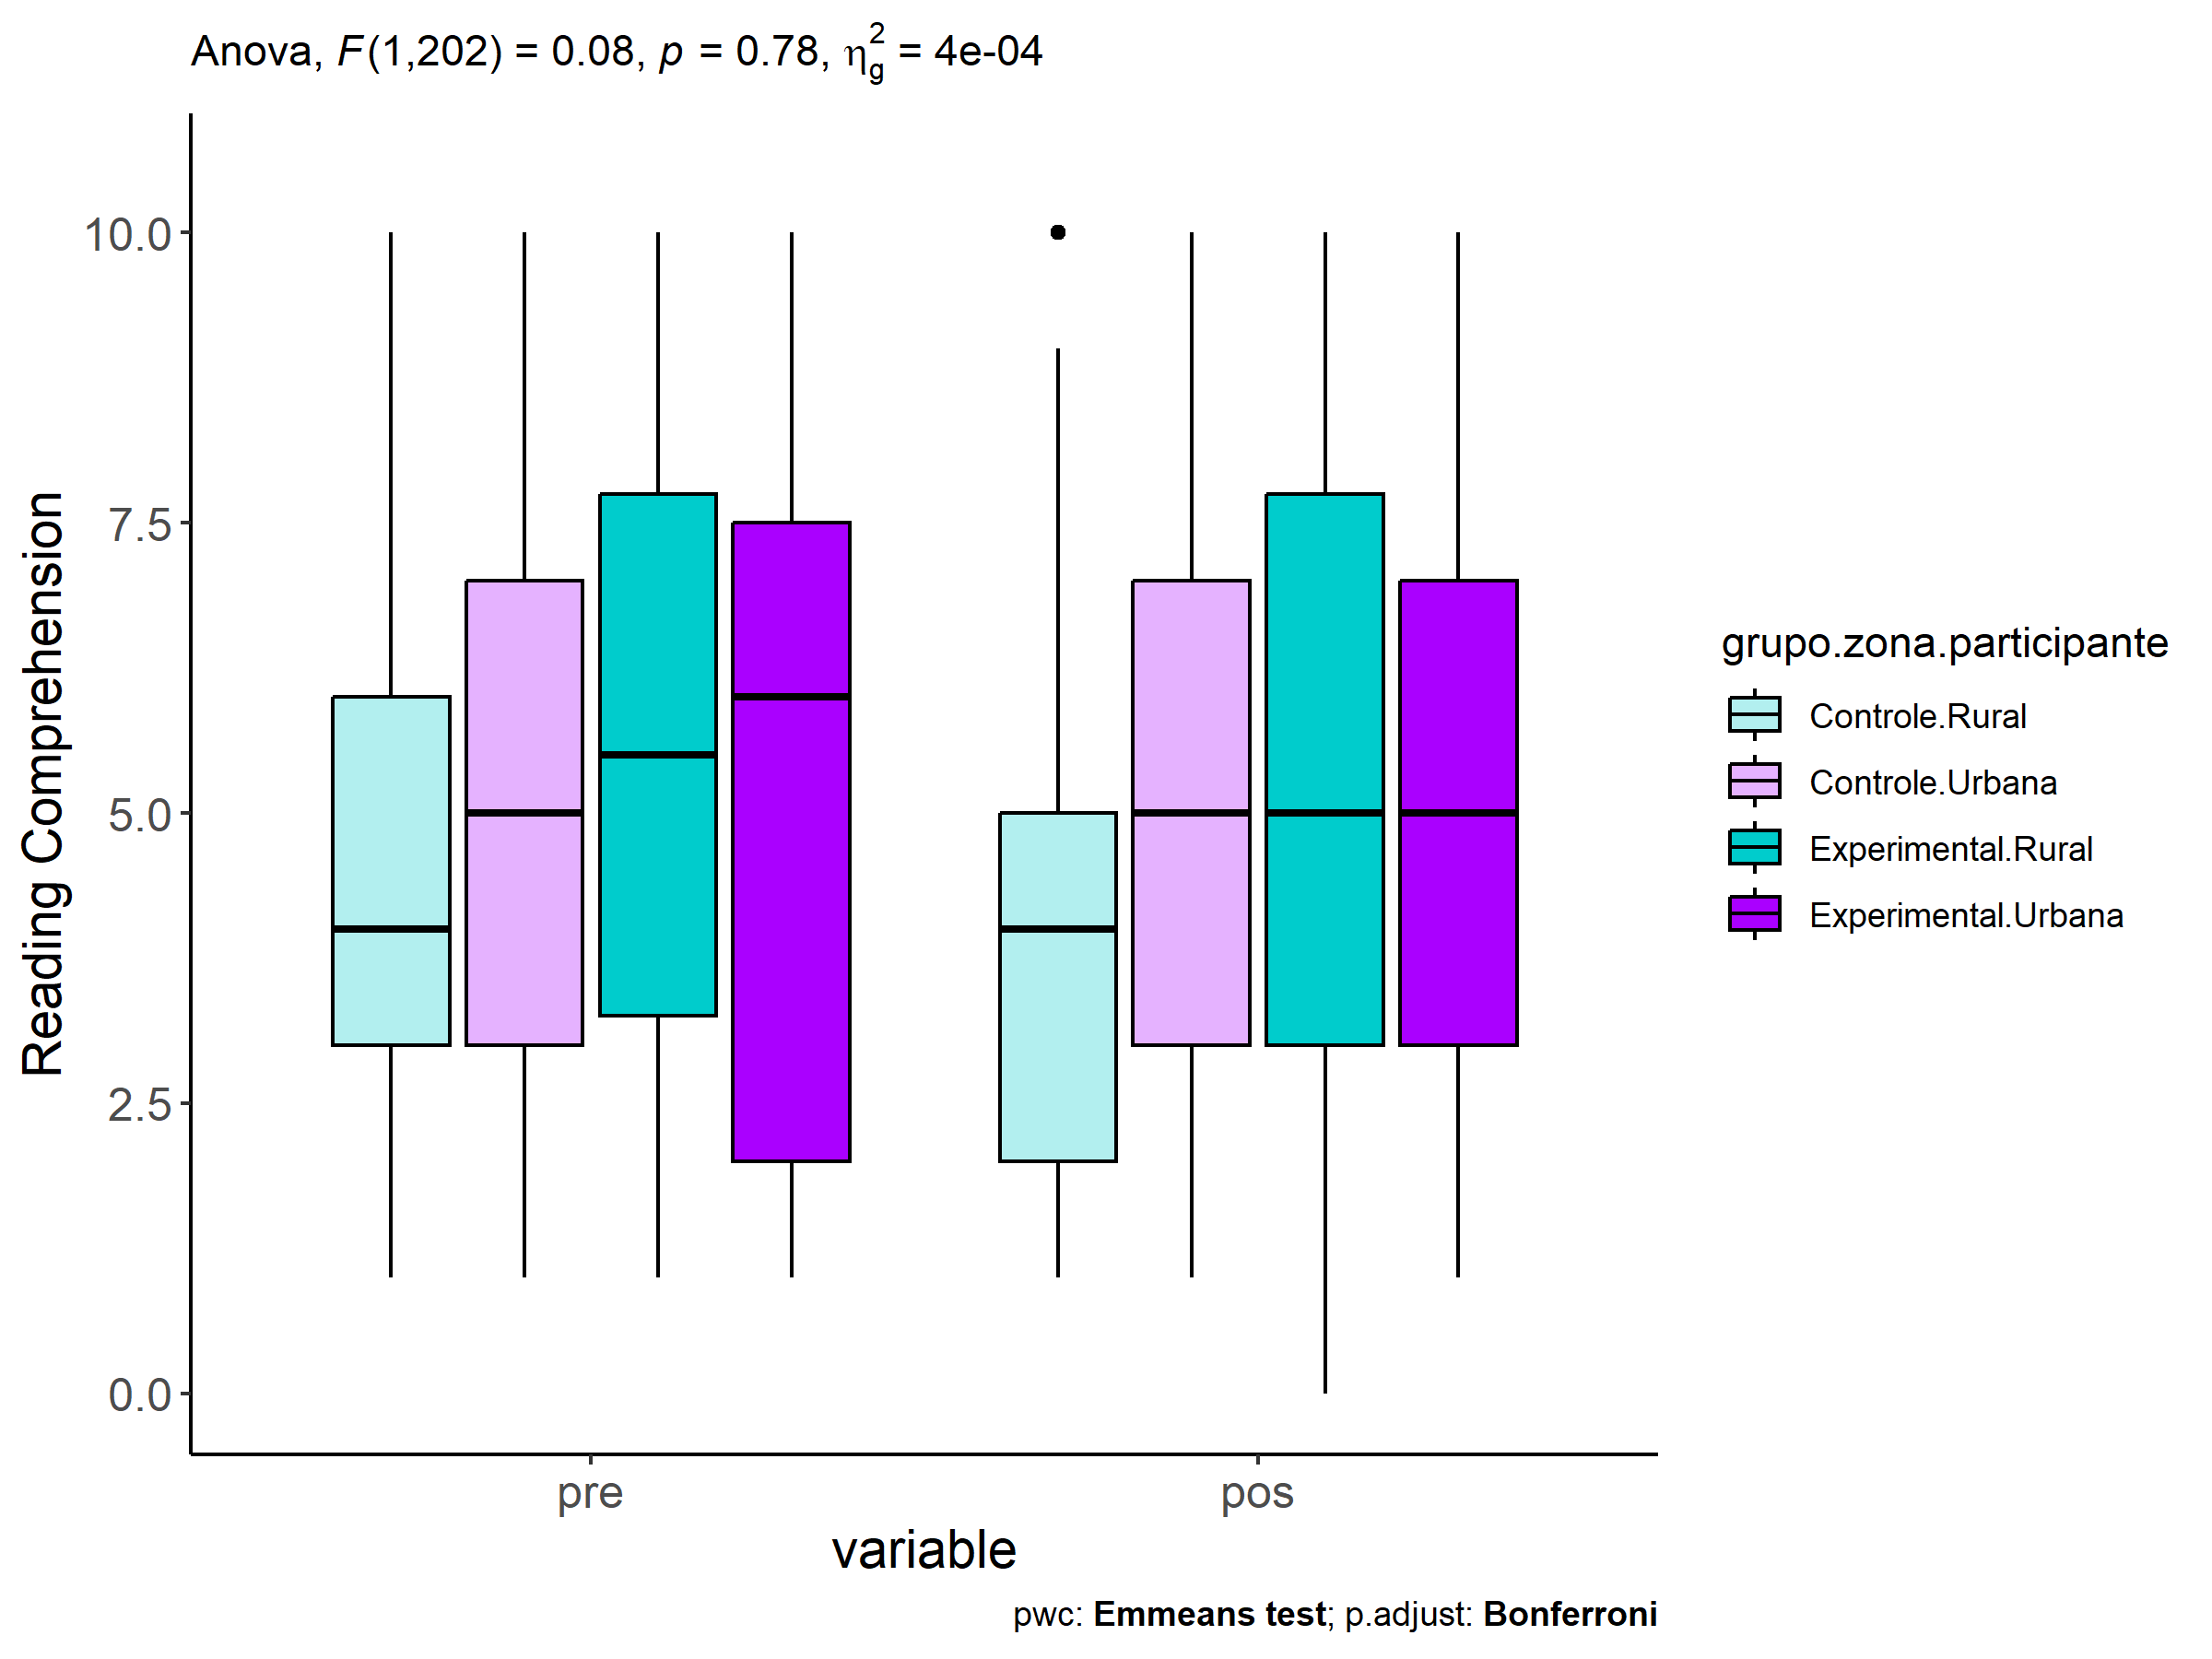 Anova, F(1,202) = 0.08, p = 0.78, η²g = 4e-04
Reading Comprehension
10.0
7.5
5.0
2.5
0.0
pre
pos
variable
grupo.zona.participante
Controle.Rural
Controle.Urbana
Experimental.Rural
Experimental.Urbana
pwc: Emmeans test; p.adjust: Bonferroni